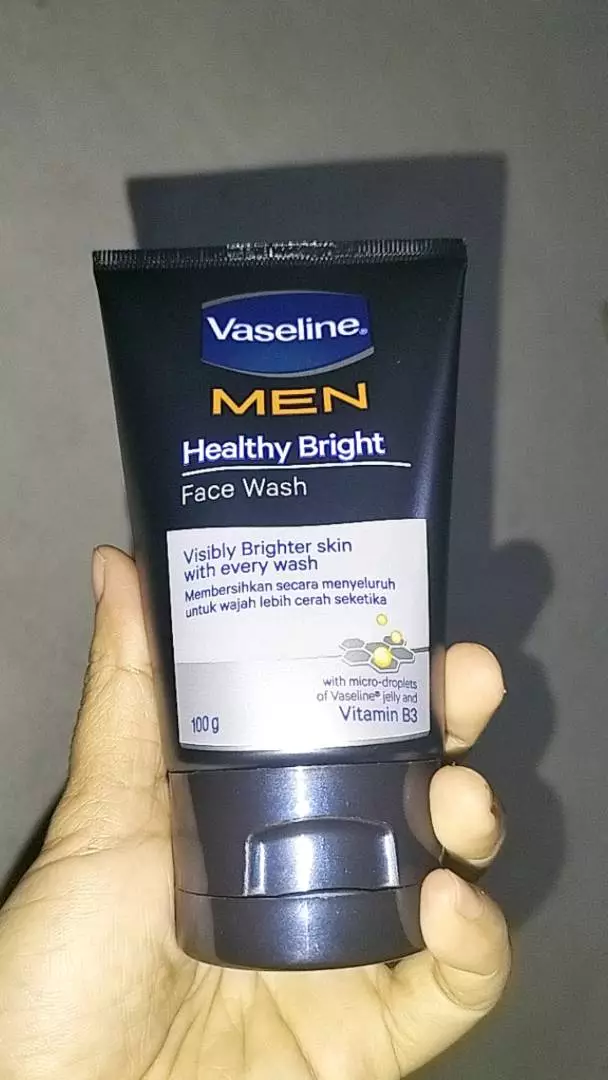 Vaseline®
MEN
Healthy Bright
Face Wash
Visibly Brighter skin
with every wash
Membersihkan secara menyeluruh
untuk wajah lebih cerah seketika
with micro-droplets
of Vaseline® jelly and
Vitamin B3
100 g